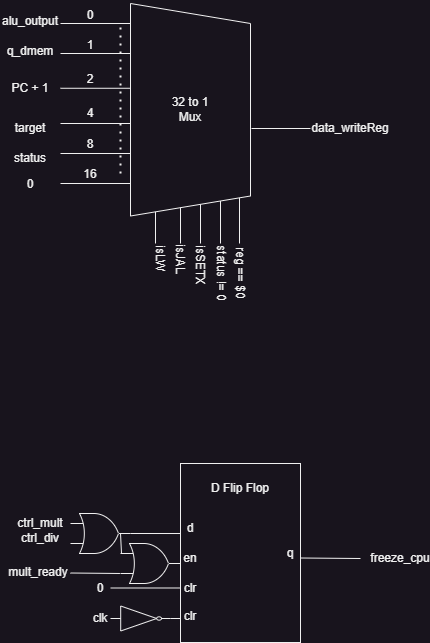 alu_output 0
q_dmem 1
PC + 1 2
target 4
status 8
0 16
32 to 1
Mux
data_writeReg
isLW
isJAL
isSETX
status != 0
reg == $0
D Flip Flop
ctrl_mult
ctrl_div
d
mult_ready
en
q
freeze_cpu
0
clr
clk
clr